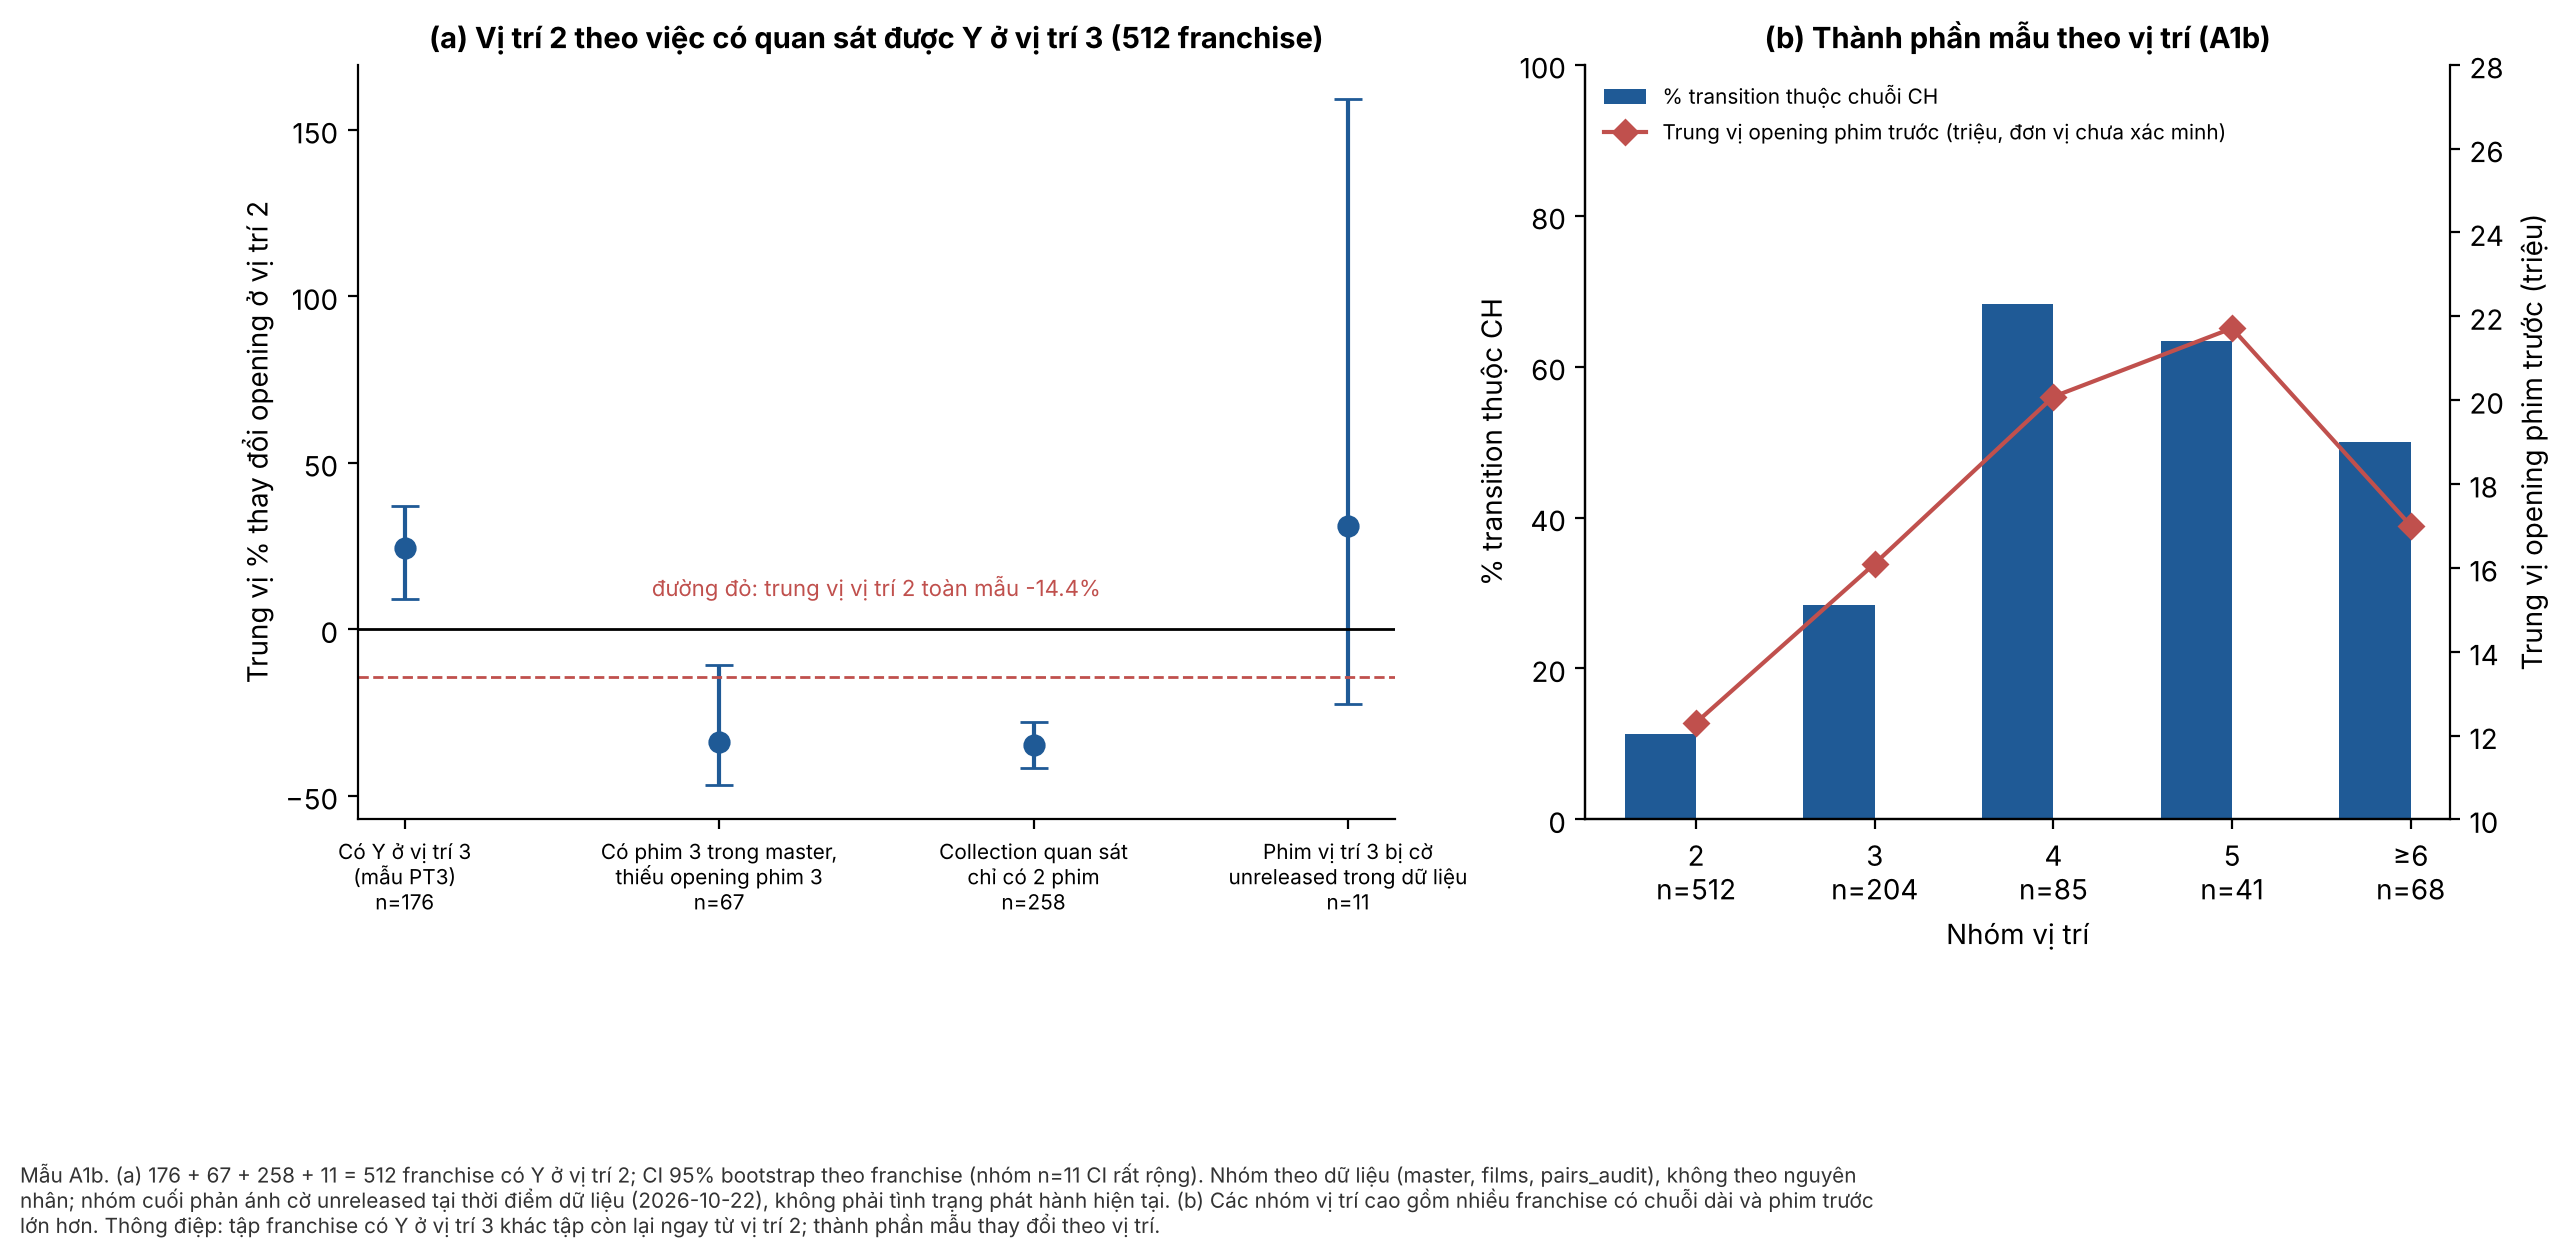 (a) Vị trí 2 theo việc có quan sát được Y ở vị trí 3 (512 franchise)
Trung vị % thay đổi opening ở vị trí 2
150
100
50
0
−50
đường đỏ: trung vị vị trí 2 toàn mẫu -14.4%
Có Y ở vị trí 3
(mẫu PT3)
n=176
Có phim 3 trong master,
thiếu opening phim 3
n=67
Collection quan sát
chỉ có 2 phim
n=258
Phim vị trí 3 bị cờ
unreleased trong dữ liệu
n=11
(b) Thành phần mẫu theo vị trí (A1b)
% transition thuộc chuỗi CH
Trung vị opening phim trước (triệu, đơn vị chưa xác minh)
% transition thuộc CH
100
80
60
40
20
0
Trung vị opening phim trước (triệu)
28
26
24
22
20
18
16
14
12
10
2
n=512
3
n=204
4
n=85
5
n=41
≥6
n=68
Nhóm vị trí
Mẫu A1b. (a) 176 + 67 + 258 + 11 = 512 franchise có Y ở vị trí 2; CI 95% bootstrap theo franchise (nhóm n=11 CI rất rộng). Nhóm theo dữ liệu (master, films, pairs_audit), không theo nguyên
nhân; nhóm cuối phản ánh cờ unreleased tại thời điểm dữ liệu (2026-10-22), không phải tình trạng phát hành hiện tại. (b) Các nhóm vị trí cao gồm nhiều franchise có chuỗi dài và phim trước
lớn hơn. Thông điệp: tập franchise có Y ở vị trí 3 khác tập còn lại ngay từ vị trí 2; thành phần mẫu thay đổi theo vị trí.